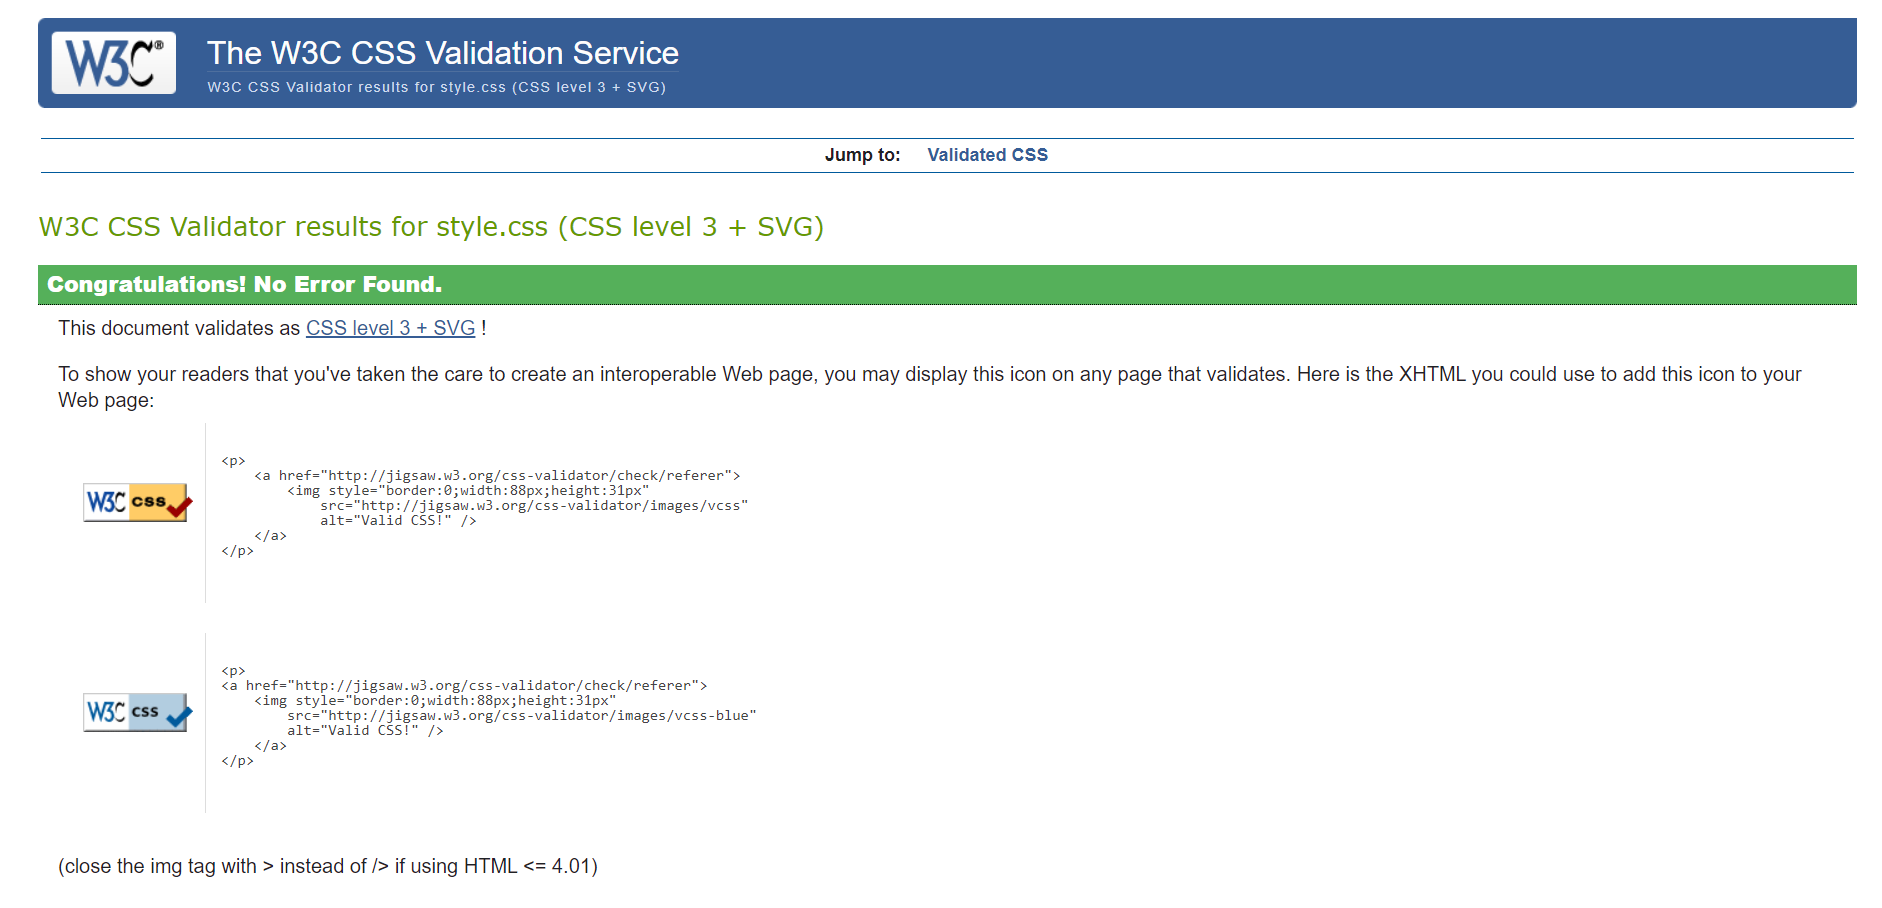 W3C®
The W3C CSS Validation Service
W3C CSS Validator results for style.css (CSS level 3 + SVG)
Jump to: Validated CSS
W3C CSS Validator results for style.css (CSS level 3 + SVG)
Congratulations! No Error Found.
This document validates as CSS level 3 + SVG !
To show your readers that you've taken the care to create an interoperable Web page, you may display this icon on any page that validates. Here is the XHTML you could use to add this icon to your
Web page:
W3C css
<p>
    <a href="http://jigsaw.w3.org/css-validator/check/referer">
        <img style="border:0;width:88px;height:31px"
            src="http://jigsaw.w3.org/css-validator/images/vcss"
            alt="Valid CSS!" />
    </a>
</p>
W3C css
<p>
<a href="http://jigsaw.w3.org/css-validator/check/referer">
    <img style="border:0;width:88px;height:31px"
        src="http://jigsaw.w3.org/css-validator/images/vcss-blue"
        alt="Valid CSS!" />
    </a>
</p>
(close the img tag with > instead of /> if using HTML <= 4.01)